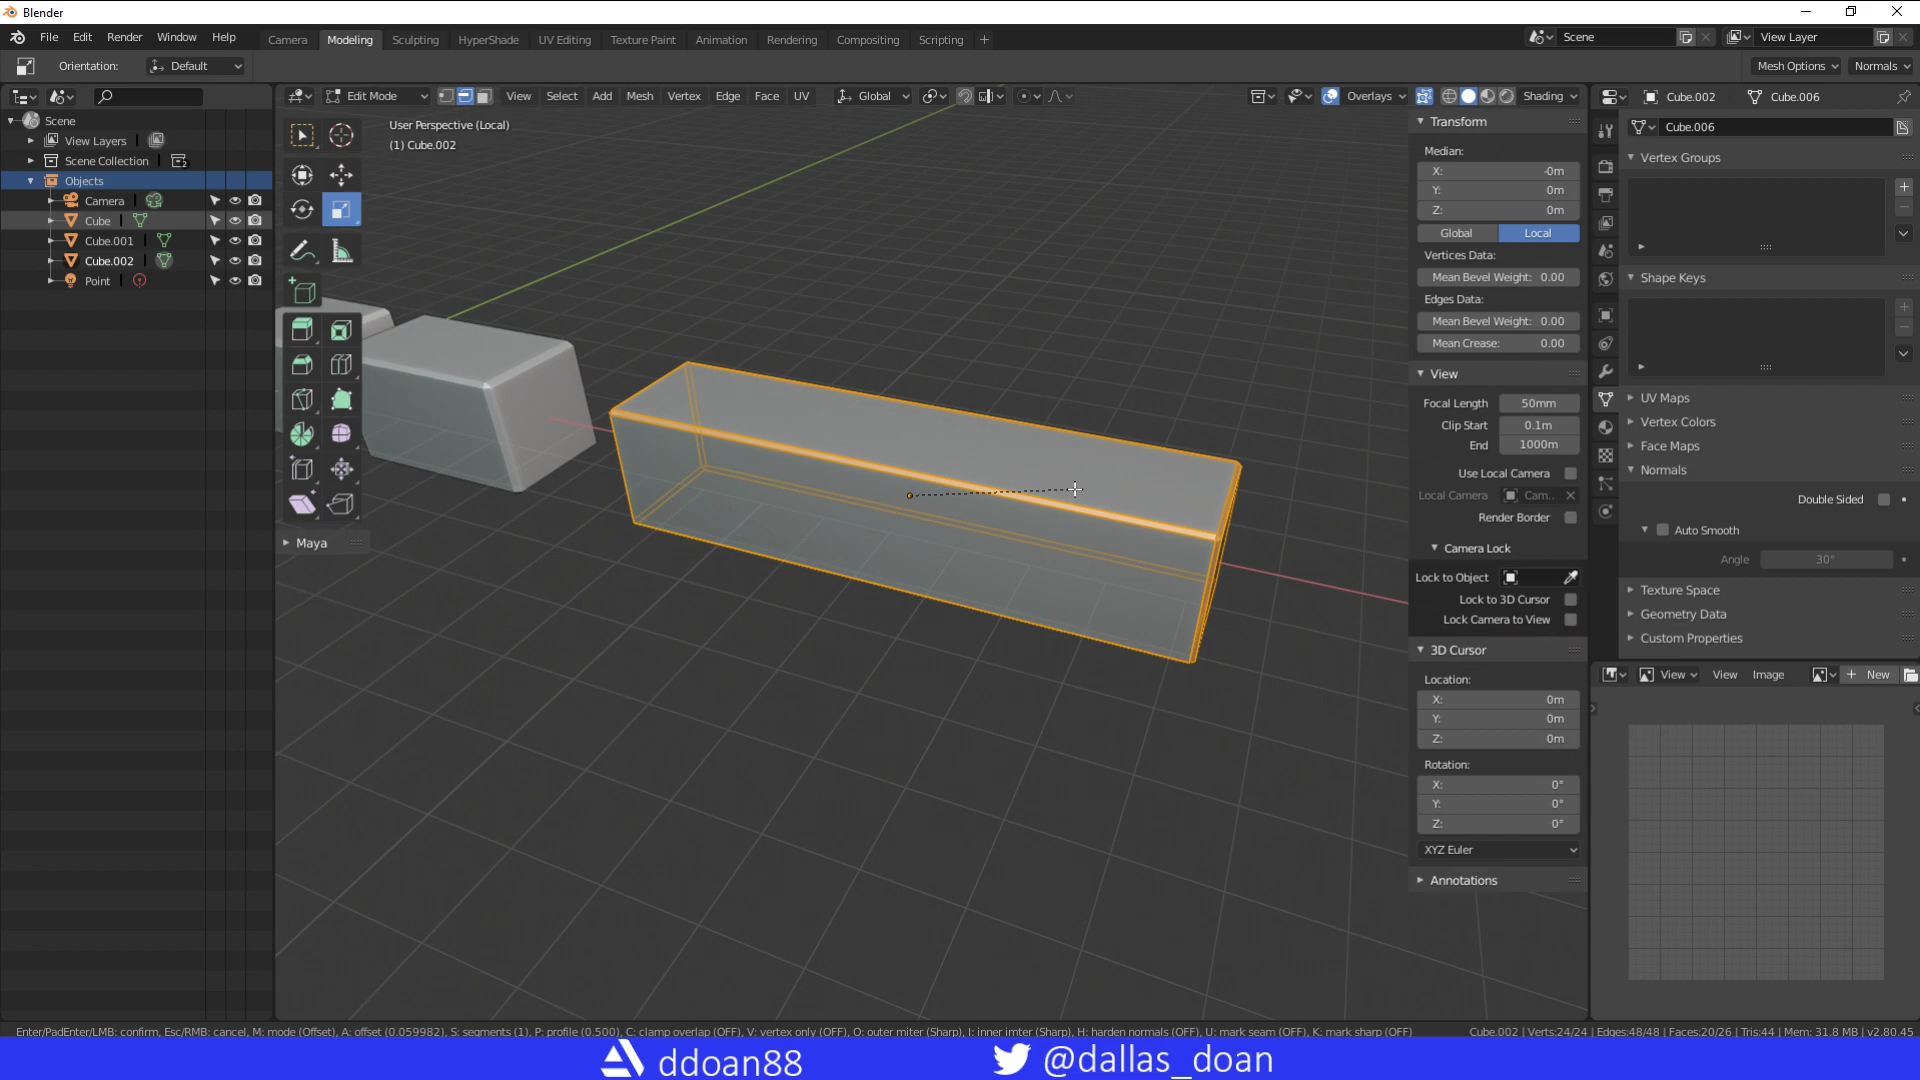 Blender
File Edit Render Window Help Camera Modeling Sculpting HyperShade UV Editing Texture Paint Animation Rendering Compositing Scripting Scene View Layer
Orientation: Default Mesh Options Normals
Edit Mode View Select Add Mesh Vertex Edge Face UV Global Overlays Shading Cube.002 Cube.006
Scene
View Layers
Scene Collection
Objects
Camera
Cube
Cube.001
Cube.002
Point
User Perspective (Local)
(1) Cube.002
Maya
Transform
Median:
X: -0m
Y: 0m
Z: 0m
Global Local
Vertices Data:
Mean Bevel Weight: 0.00
Edges Data:
Mean Bevel Weight: 0.00
Mean Crease: 0.00
View
Focal Length 50mm
Clip Start 0.1m
End 1000m
Use Local Camera
Local Camera Cam..
Render Border
Camera Lock
Lock to Object
Lock to 3D Cursor
Lock Camera to View
3D Cursor
Location:
X: 0m
Y: 0m
Z: 0m
Rotation:
X: 0°
Y: 0°
Z: 0°
XYZ Euler
Annotations
Cube.006
Vertex Groups
Shape Keys
UV Maps
Vertex Colors
Face Maps
Normals
Double Sided
Auto Smooth
Angle 30°
Texture Space
Geometry Data
Custom Properties
View View Image New
Enter/PadEnter/LMB: confirm, Esc/RMB: cancel, M: mode (Offset), A: offset (0.059982), S: segments (1), P: profile (0.500), C: clamp overlap (OFF), V: vertex only (OFF), O: outer miter (Sharp), I: inner imter (Sharp), H: harden normals (OFF), U: mark seam (OFF), K: mark sharp (OFF) Cube.002 | Verts:24/24 | Edges:48/48 | Faces:20/26 | Tris:44 | Mem: 31.8 MB | v2.80.45
ddoan88 @dallas_doan